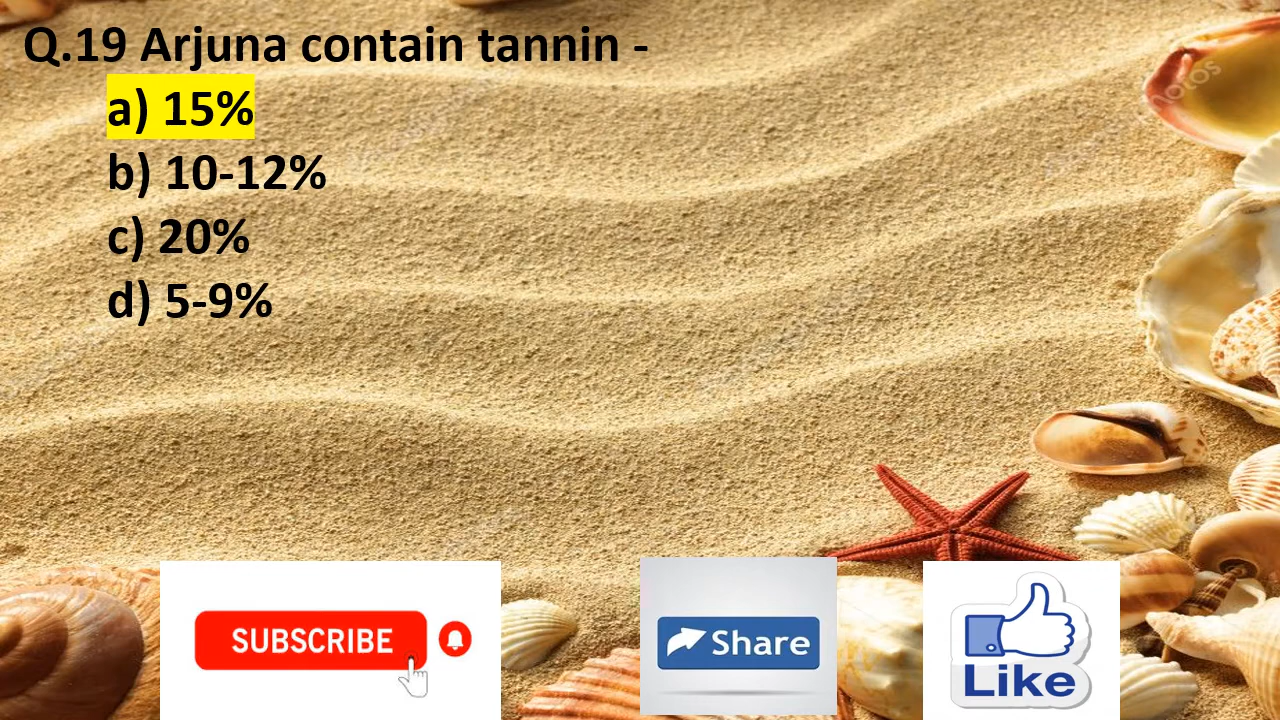 Q.19 Arjuna contain tannin -
a) 15%
b) 10-12%
c) 20%
d) 5-9%
SUBSCRIBE
Share
Like